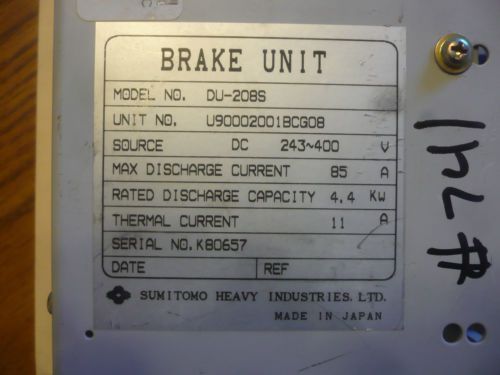 BRAKE UNIT
MODEL NO. DU-208S
UNIT NO. U90002001BCG08
SOURCE DC 243~400 V
MAX DISCHARGE CURRENT 85 A
RATED DISCHARGE CAPACITY 4.4 KW
THERMAL CURRENT 11 A
SERIAL NO. K80657
DATE REF
SUMITOMO HEAVY INDUSTRIES. LTD.
MADE IN JAPAN
#741